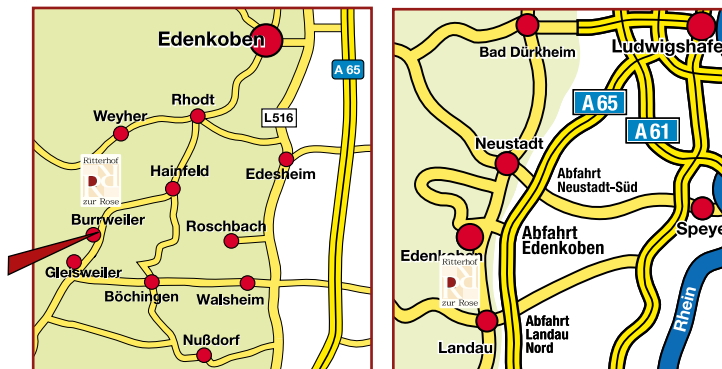 Edenkoben
A 65
Rhodt
Weyher
L516
Ritterhof
zur Rose
Hainfeld
Edesheim
Burrweiler
Roschbach
Gleisweiler
Böchingen
Walsheim
Nußdorf
Bad Dürkheim
Ludwigshafe
A 65
A 61
Neustadt
Abfahrt
Neustadt-Süd
Speye
Abfahrt
Edenkoben
Edenkoben
Ritterhof
zur Rose
Rhein
Abfahrt
Landau
Nord
Landau